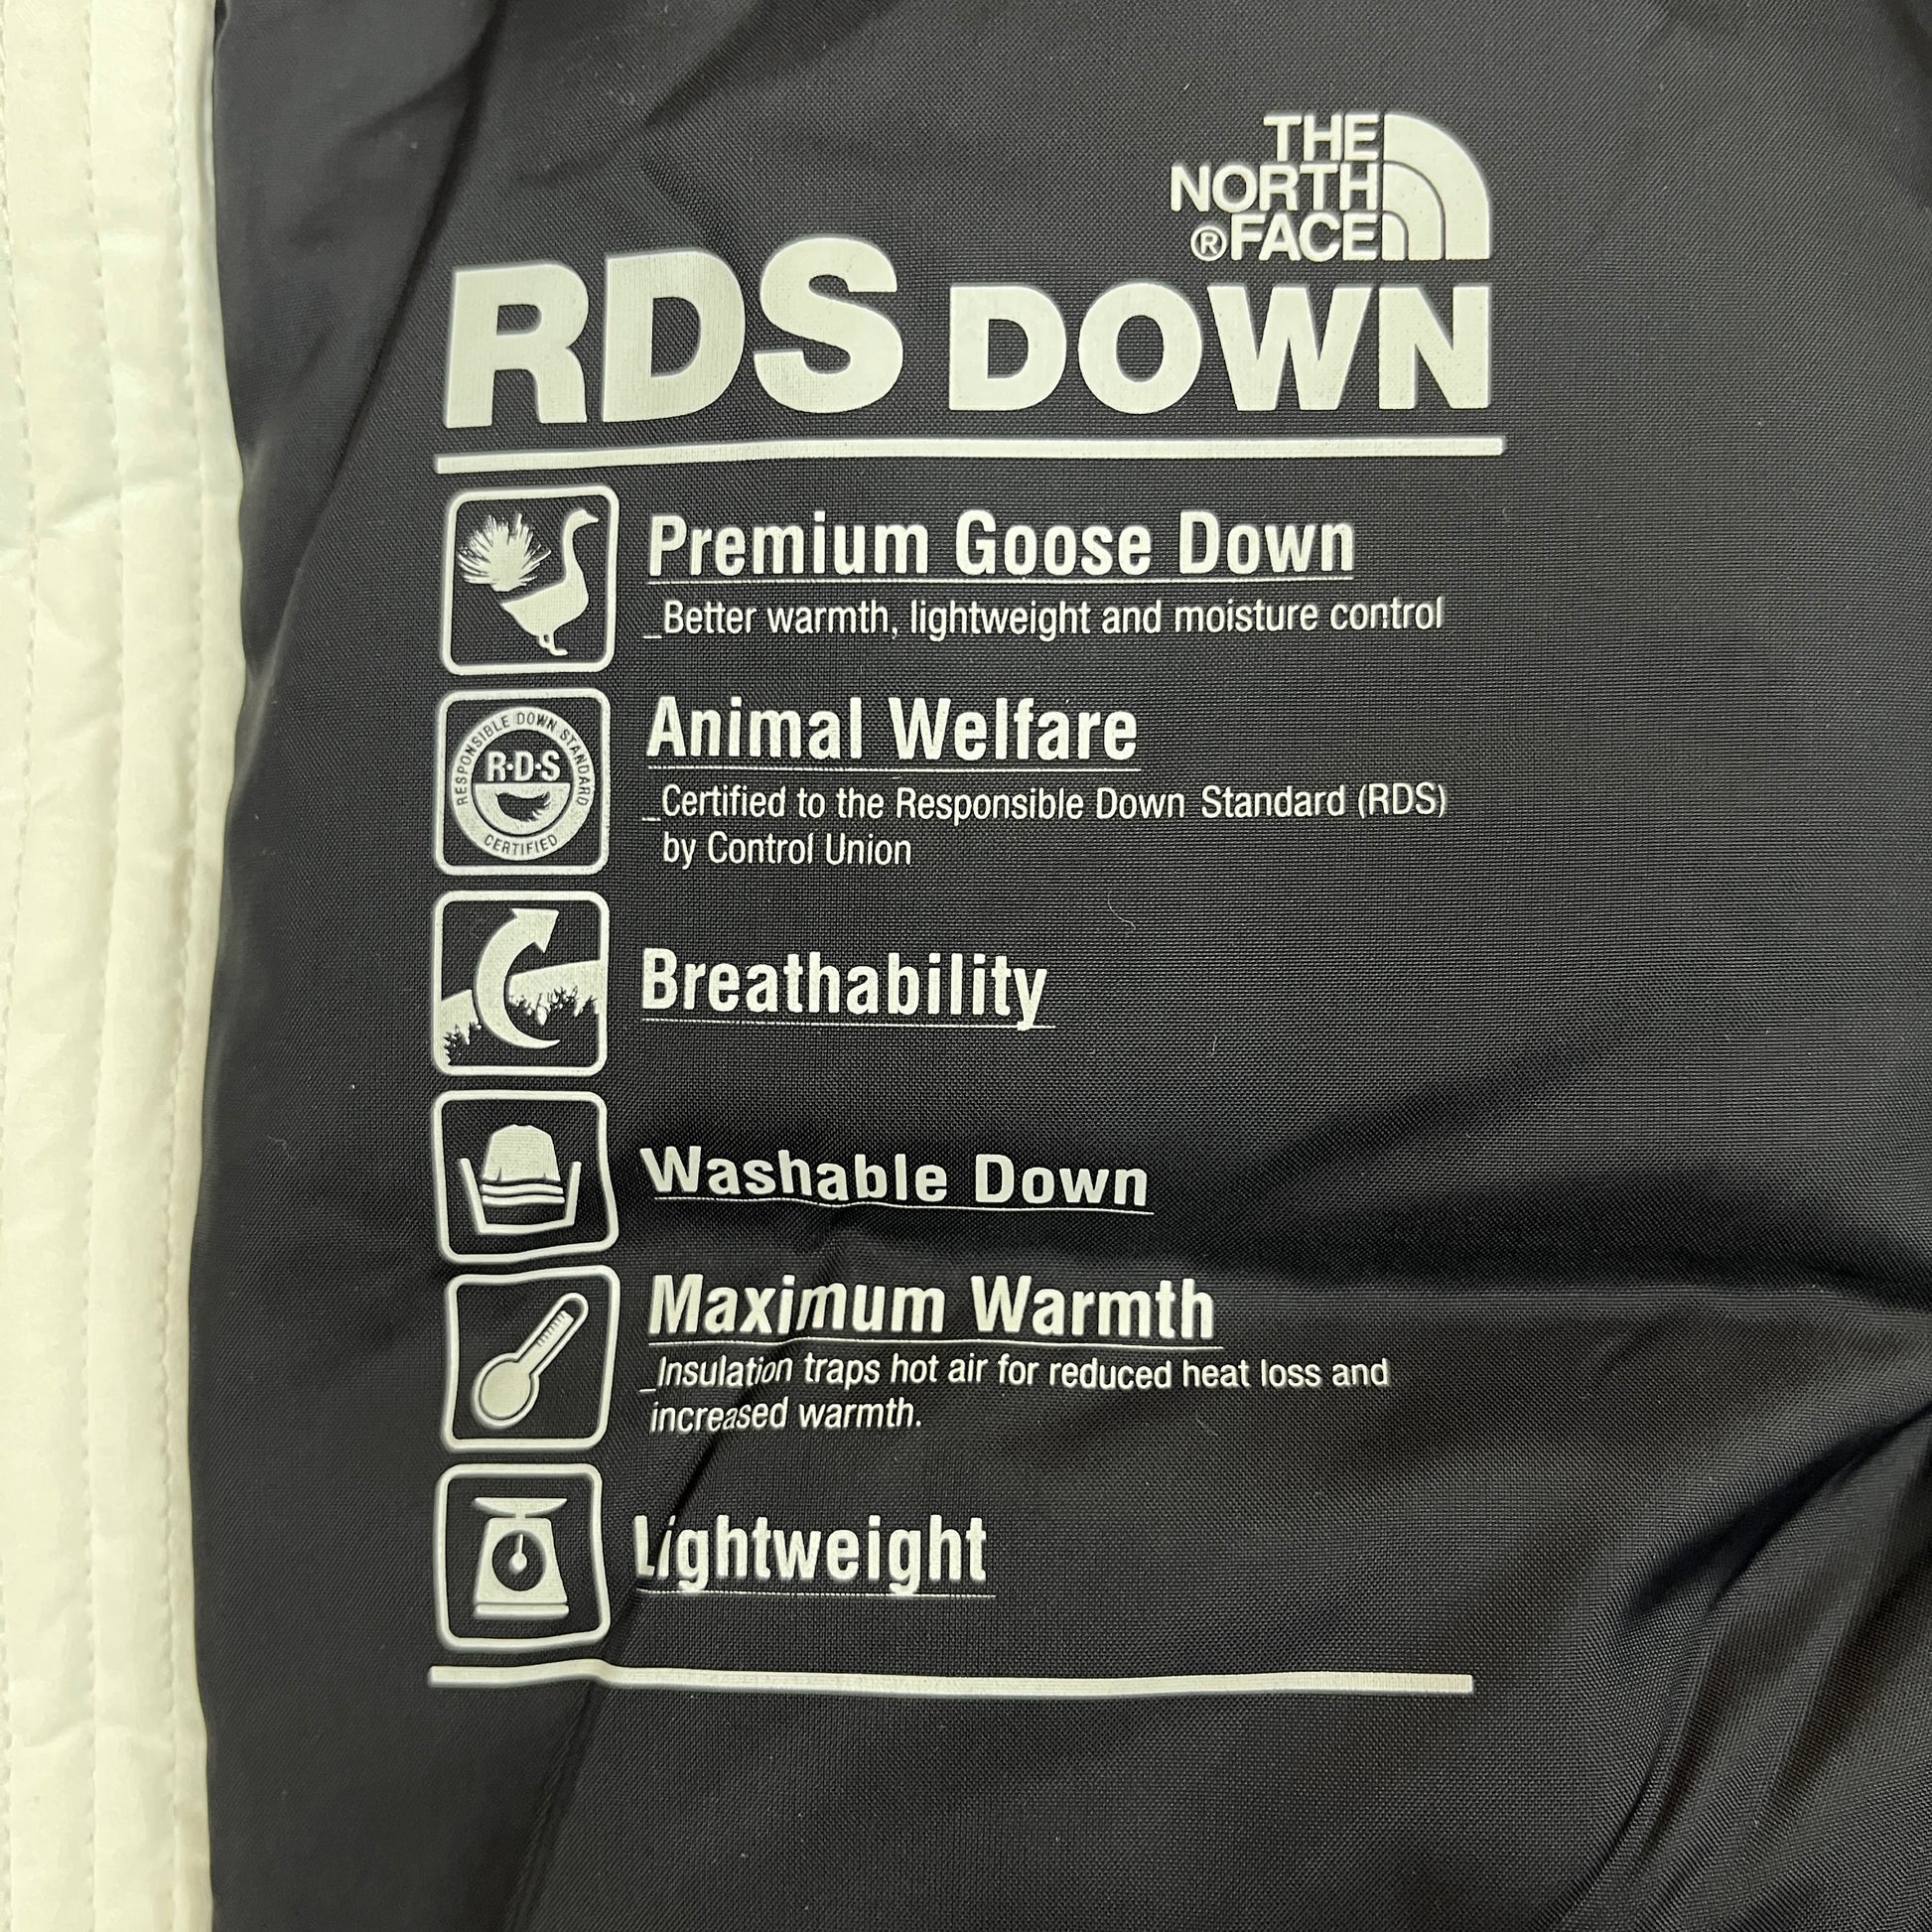 THE
NORTH
®FACE
RDS DOWN
Premium Goose Down
_Better warmth, lightweight and moisture control
RESPONSIBLE DOWN STANDARD
R·D·S
CERTIFIED
Animal Welfare
_Certified to the Responsible Down Standard (RDS)
by Control Union
Breathability
Washable Down
Maximum Warmth
_Insulation traps hot air for reduced heat loss and
increased warmth.
Lightweight